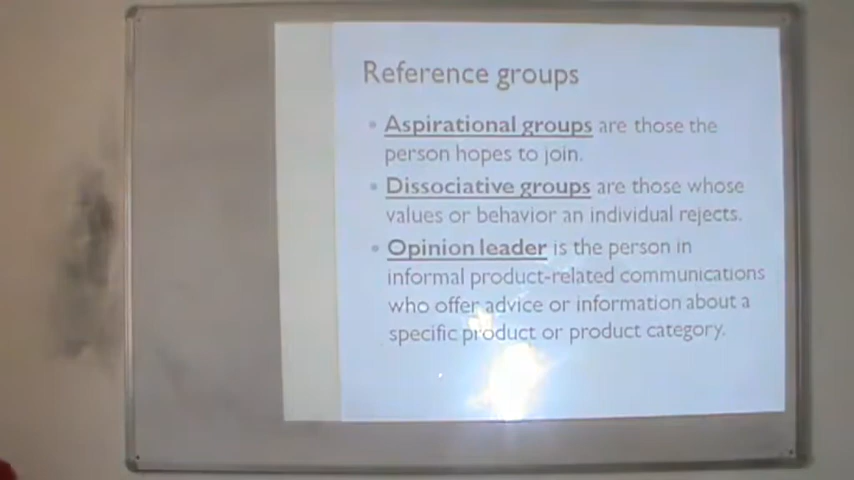 Reference groups
• Aspirational groups are those the
person hopes to join.
• Dissociative groups are those whose
values or behavior an individual rejects.
• Opinion leader is the person in
informal product-related communications
who offer advice or information about a
specific product or product category.